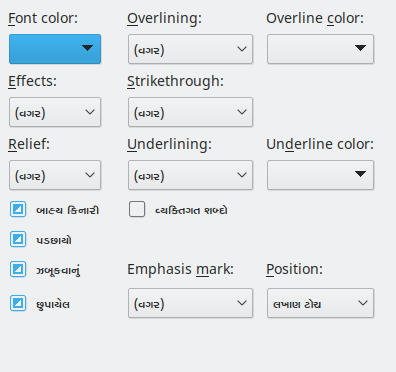 Font color: Overlining: Overline color:
(વગર)
Effects: Strikethrough:
(વગર) (વગર)
Relief: Underlining: Underline color:
(વગર) (વગર)
બાહ્ય કિનારી વ્યક્તિગત શબ્દો
પડછાયો
ઝબૂકવાનું Emphasis mark: Position:
છુપાયેલ (વગર) લખાણ ટોચ